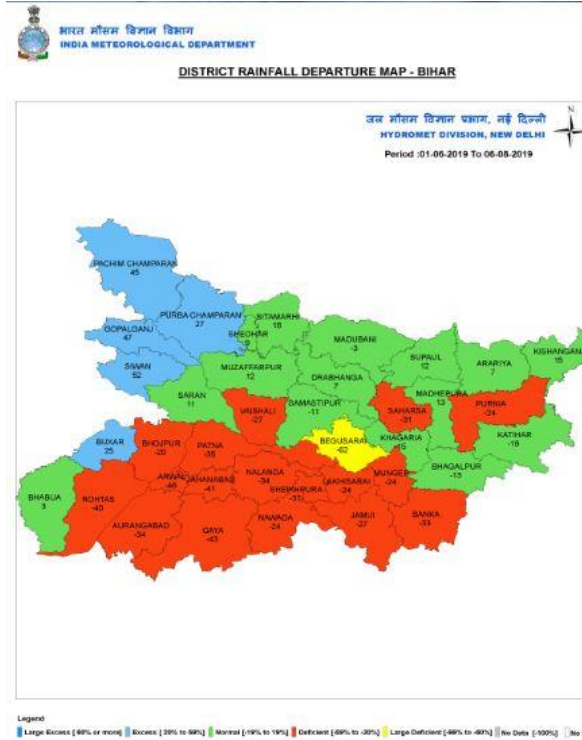 भारत मौसम विज्ञान विभाग
INDIA METEOROLOGICAL DEPARTMENT
DISTRICT RAINFALL DEPARTURE MAP - BIHAR
जल मौसम विज्ञान प्रभाग, नई दिल्ली
N
HYDROMET DIVISION, NEW DELHI
Period :01-06-2019 To 06-08-2019
PACHIM CHAMPARAN
45
PURBA CHAMPARAN
27
GOPALGANJ
47
SHEOHAR
SITAMARHI
18
SIWAN
52
MADUBANI
-3
SUPAUL
12
ARARIYA
7
KISHANGANJ
15
MUZAFFARPUR
12
DRABHANGA
7
SARAN
11
SAMASTIPUR
-11
VAISHALI
-27
SAHARSA
-31
MADHEPURA
13
PURNIA
-24
BUXAR
25
BHOJPUR
-20
PATNA
-35
BEGUSARAI
-62
KHAGARIA
KATIHAR
-18
BHABUA
3
ROHTAS
-40
ARWAL
-46
JAHANABAD
-41
NALANDA
-34
SHEIKHPURA
-31
LAKHISARAI
-24
MUNGER
-24
BHAGALPUR
-13
AURANGABAD
-34
GAYA
-43
NAWADA
-24
JAMUI
-27
BANKA
-33
Legend
Large Excess [60% or more] Excess [20% to 59%] Normal [-19% to 19%] Deficient [-59% to -20%] Large Deficient [-99% to -60%] No Data [-100%] No